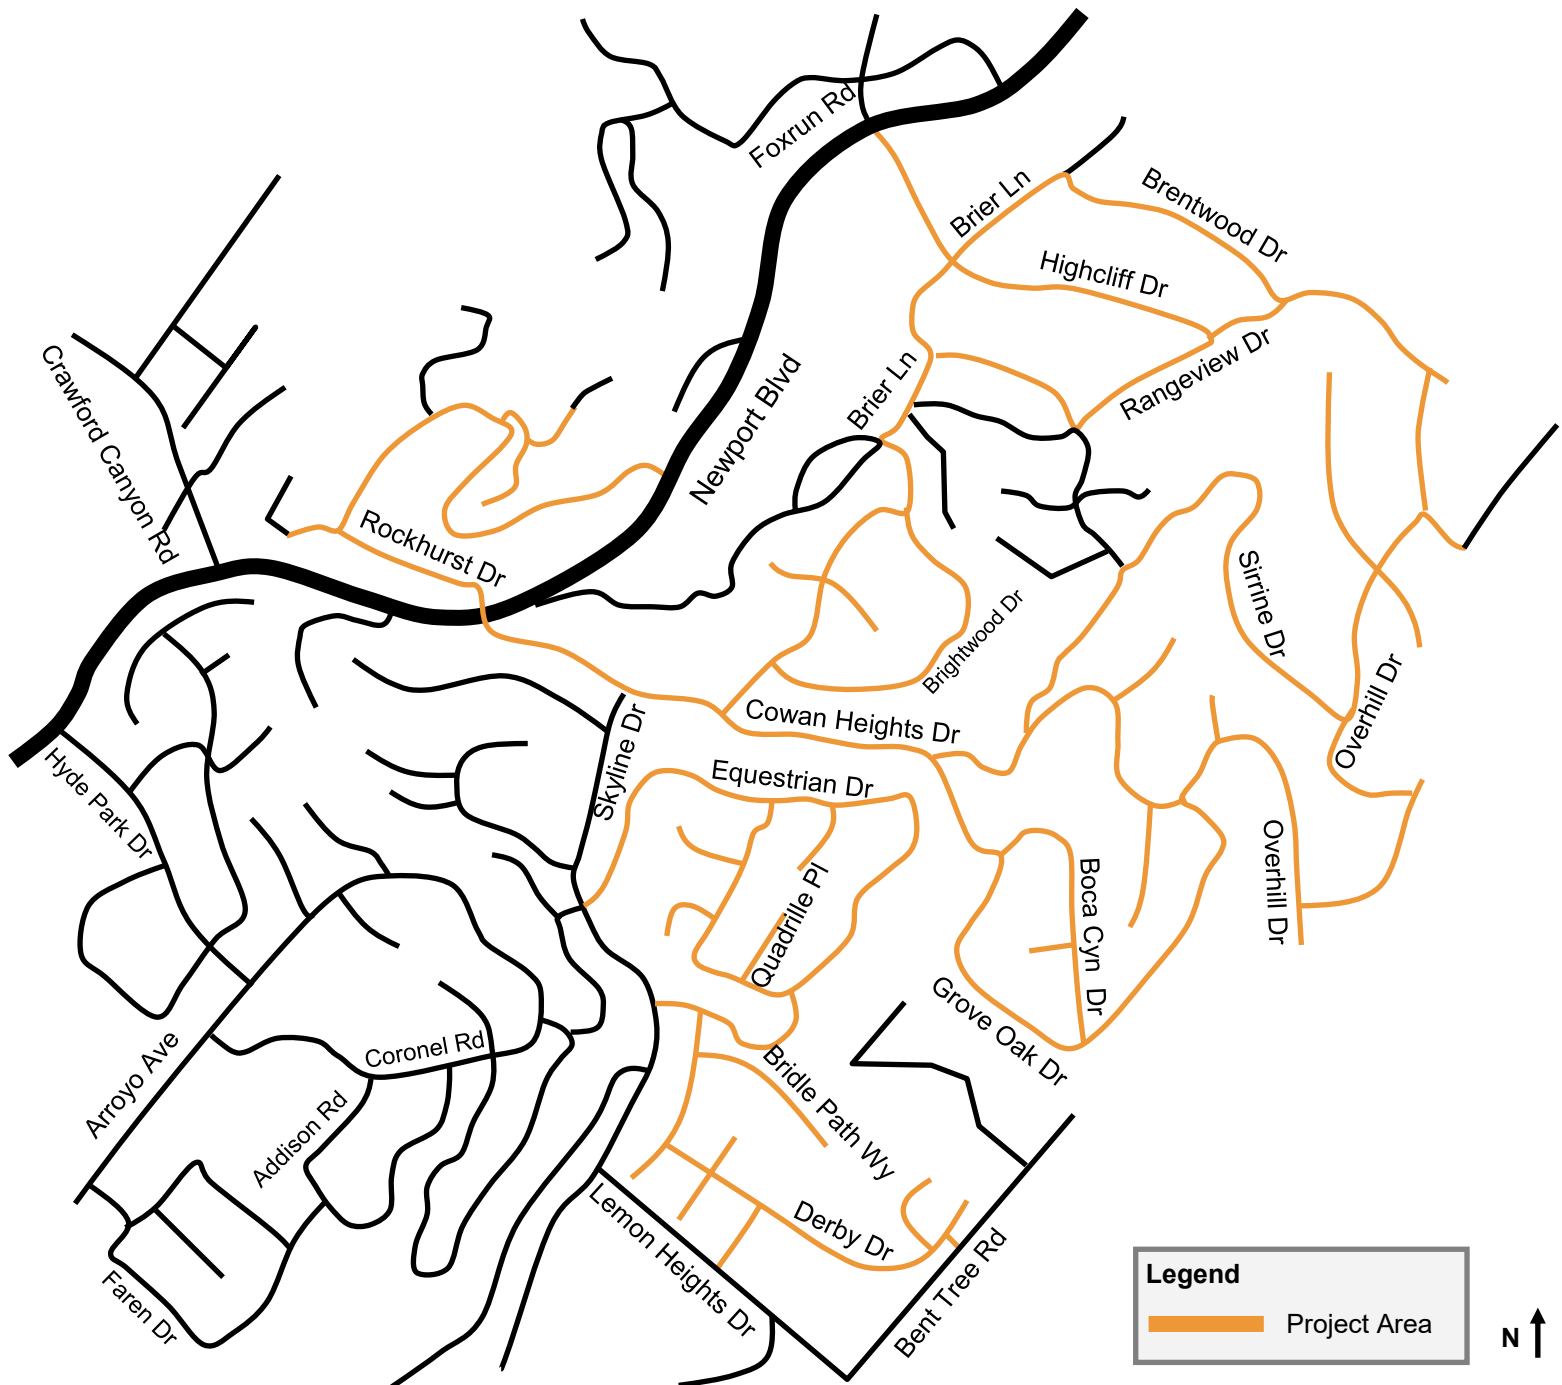 Foxrun Rd
Brier Ln
Brentwood Dr
Highcliff Dr
Rangeview Dr
Brier Ln
Newport Blvd
Crawford Canyon Rd
Rockhurst Dr
Sirrine Dr
Brightwood Dr
Overhill Dr
Cowan Heights Dr
Skyline Dr
Equestrian Dr
Hyde Park Dr
Quadrille Pl
Boca Cyn Dr
Overhill Dr
Grove Oak Dr
Arroyo Ave
Coronel Rd
Addison Rd
Bridle Path Wy
Derby Dr
Lemon Heights Dr
Bent Tree Rd
Faren Dr
Legend
Project Area
N